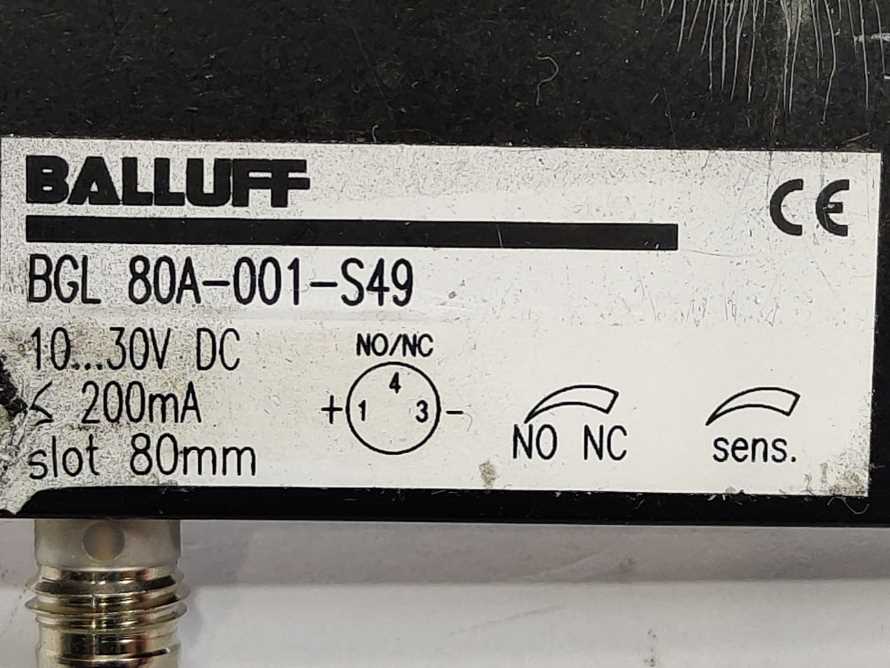 BALLUFF
CE
BGL 80A-001-S49
10...30V DC
≤ 200mA
slot 80mm
NO/NC
4
+ 1 3 -
NO NC
sens.